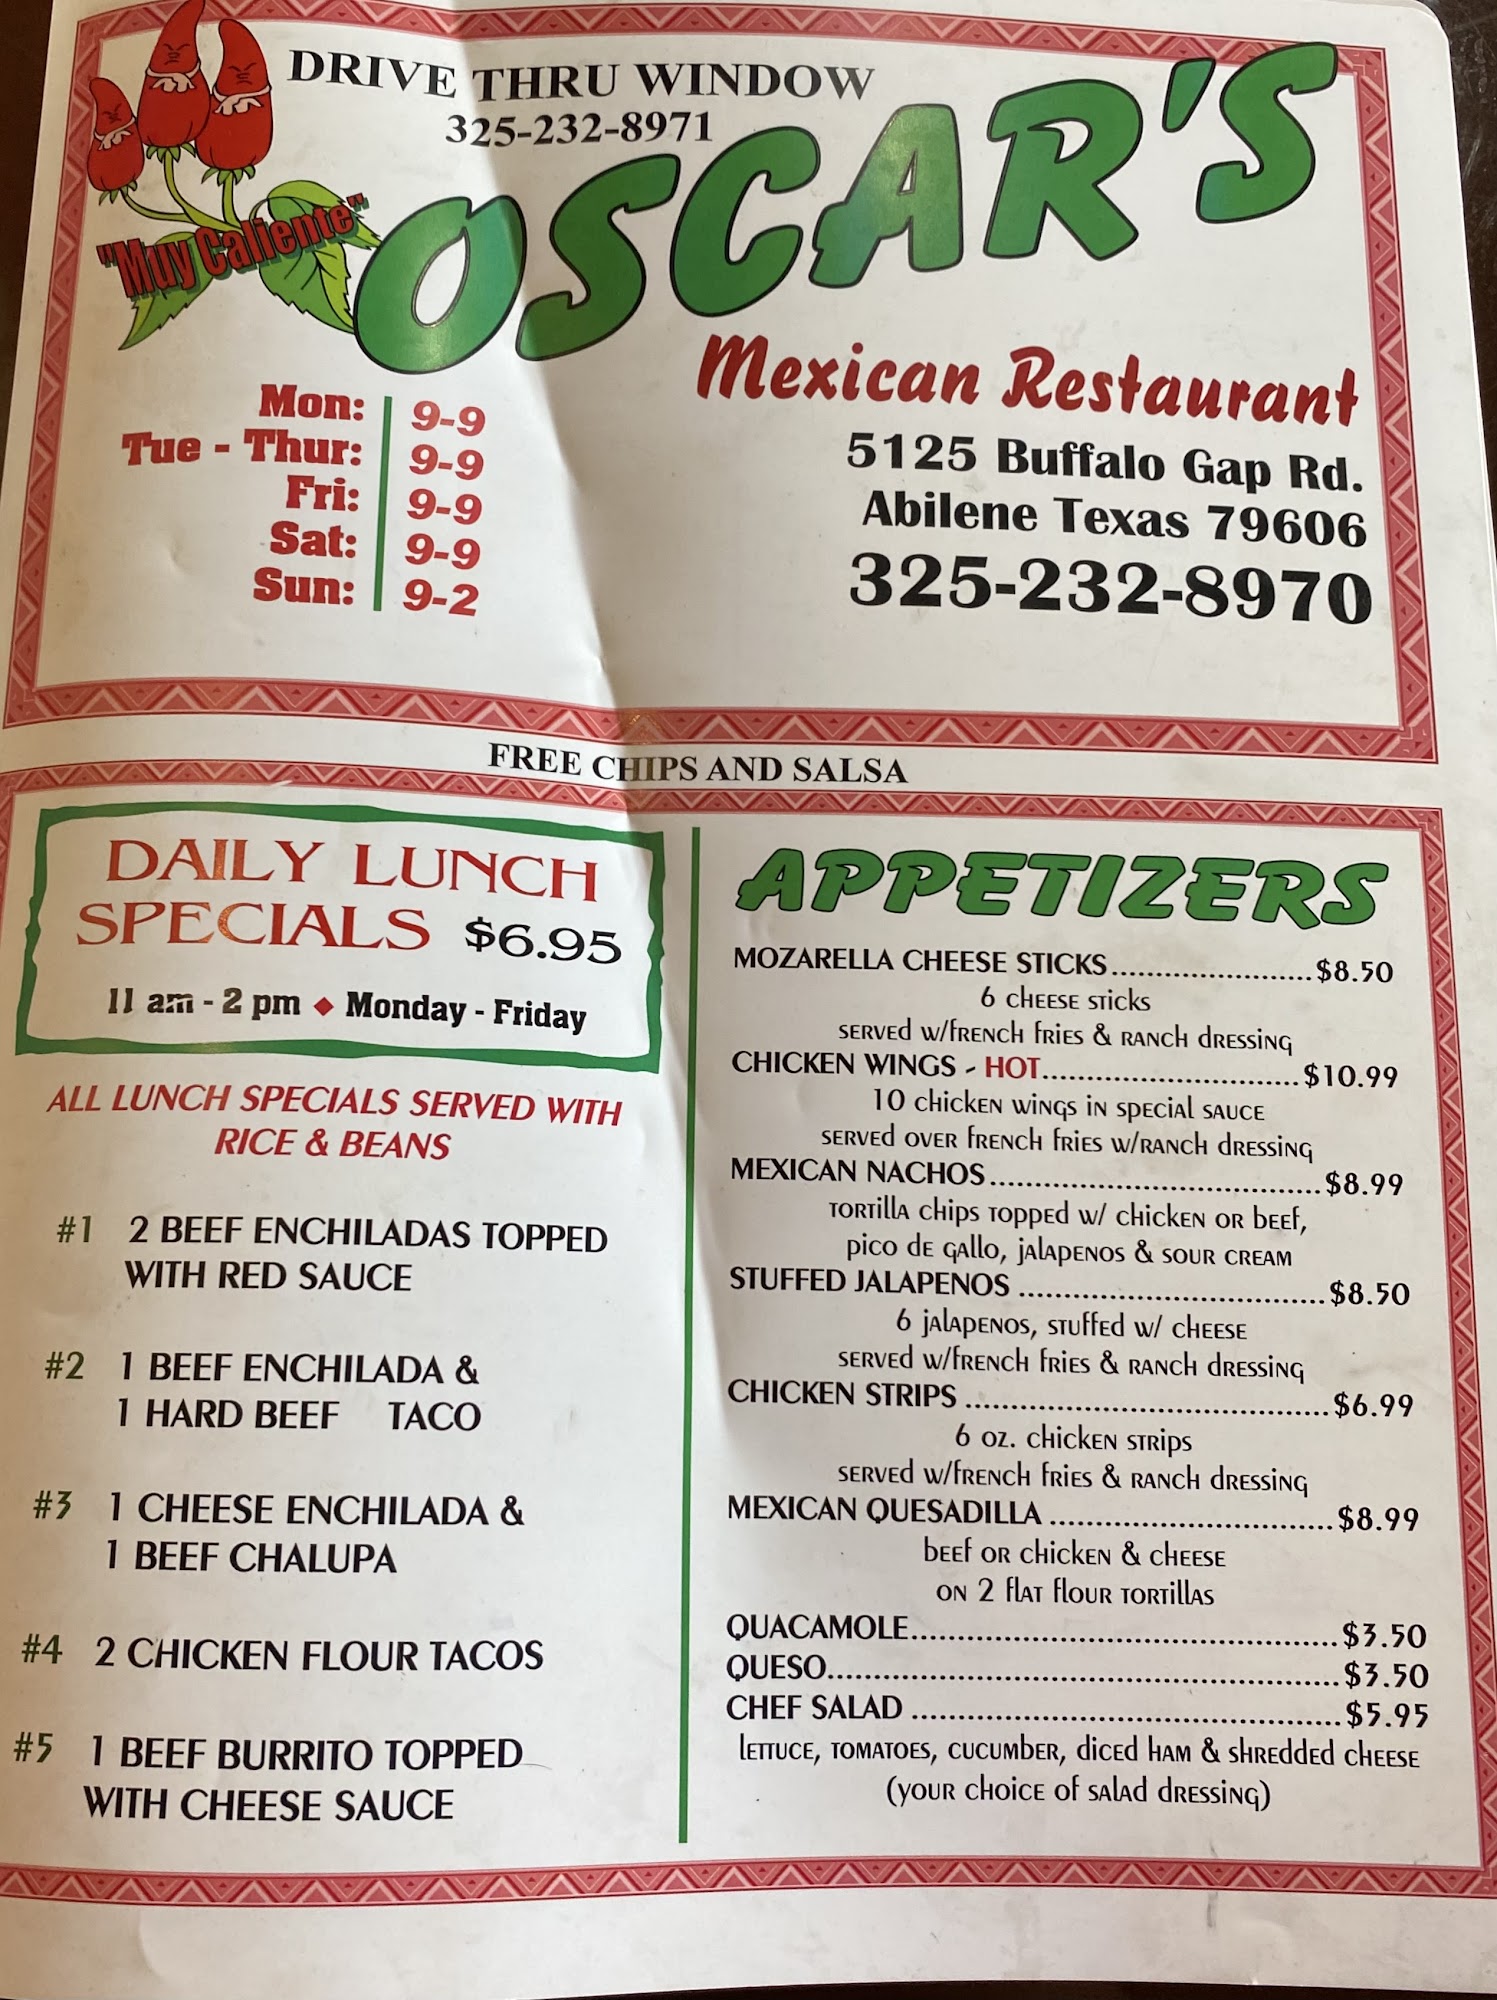 DRIVE THRU WINDOW
325-232-8971
"Muy Caliente"
OSCAR'S
Mexican Restaurant
5125 Buffalo Gap Rd.
Abilene Texas 79606
325-232-8970
Mon: 9-9
Tue - Thur: 9-9
Fri: 9-9
Sat: 9-9
Sun: 9-2
FREE CHIPS AND SALSA
DAILY LUNCH
SPECIALS $6.95
11 am - 2 pm ♦ Monday - Friday
ALL LUNCH SPECIALS SERVED WITH
RICE & BEANS
#1 2 BEEF ENCHILADAS TOPPED
WITH RED SAUCE
#2 1 BEEF ENCHILADA &
1 HARD BEEF TACO
#3 1 CHEESE ENCHILADA &
1 BEEF CHALUPA
#4 2 CHICKEN FLOUR TACOS
#5 1 BEEF BURRITO TOPPED
WITH CHEESE SAUCE
APPETIZERS
MOZARELLA CHEESE STICKS......................$8.50
6 CHEESE STICKS
SERVED W/FRENCH FRIES & RANCH DRESSING
CHICKEN WINGS - HOT............................$10.99
10 CHICKEN WINGS IN SPECIAL SAUCE
SERVED OVER FRENCH FRIES W/RANCH DRESSING
MEXICAN NACHOS....................................$8.99
TORTILLA CHIPS TOPPED W/ CHICKEN OR BEEF,
PICO DE GALLO, JALAPENOS & SOUR CREAM
STUFFED JALAPENOS .................................$8.50
6 JALAPENOS, STUFFED W/ CHEESE
SERVED W/FRENCH FRIES & RANCH DRESSING
CHICKEN STRIPS .......................................$6.99
6 OZ. CHICKEN STRIPS
SERVED W/FRENCH FRIES & RANCH DRESSING
MEXICAN QUESADILLA ..............................$8.99
BEEF OR CHICKEN & CHEESE
ON 2 FLAT FLOUR TORTILLAS
QUACAMOLE..............................................$3.50
QUESO.......................................................$3.50
CHEF SALAD ..............................................$5.95
LETTUCE, TOMATOES, CUCUMBER, DICED HAM & SHREDDED CHEESE
(YOUR CHOICE OF SALAD DRESSING)